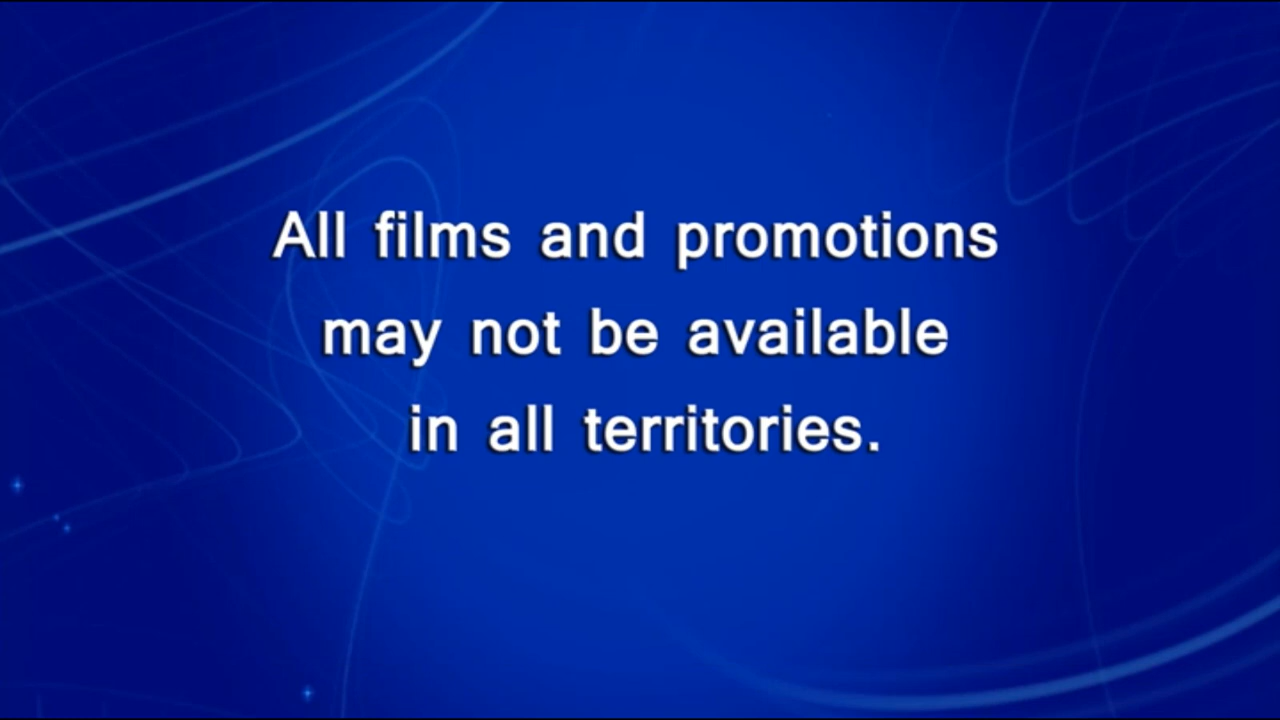 All films and promotions
may not be available
in all territories.